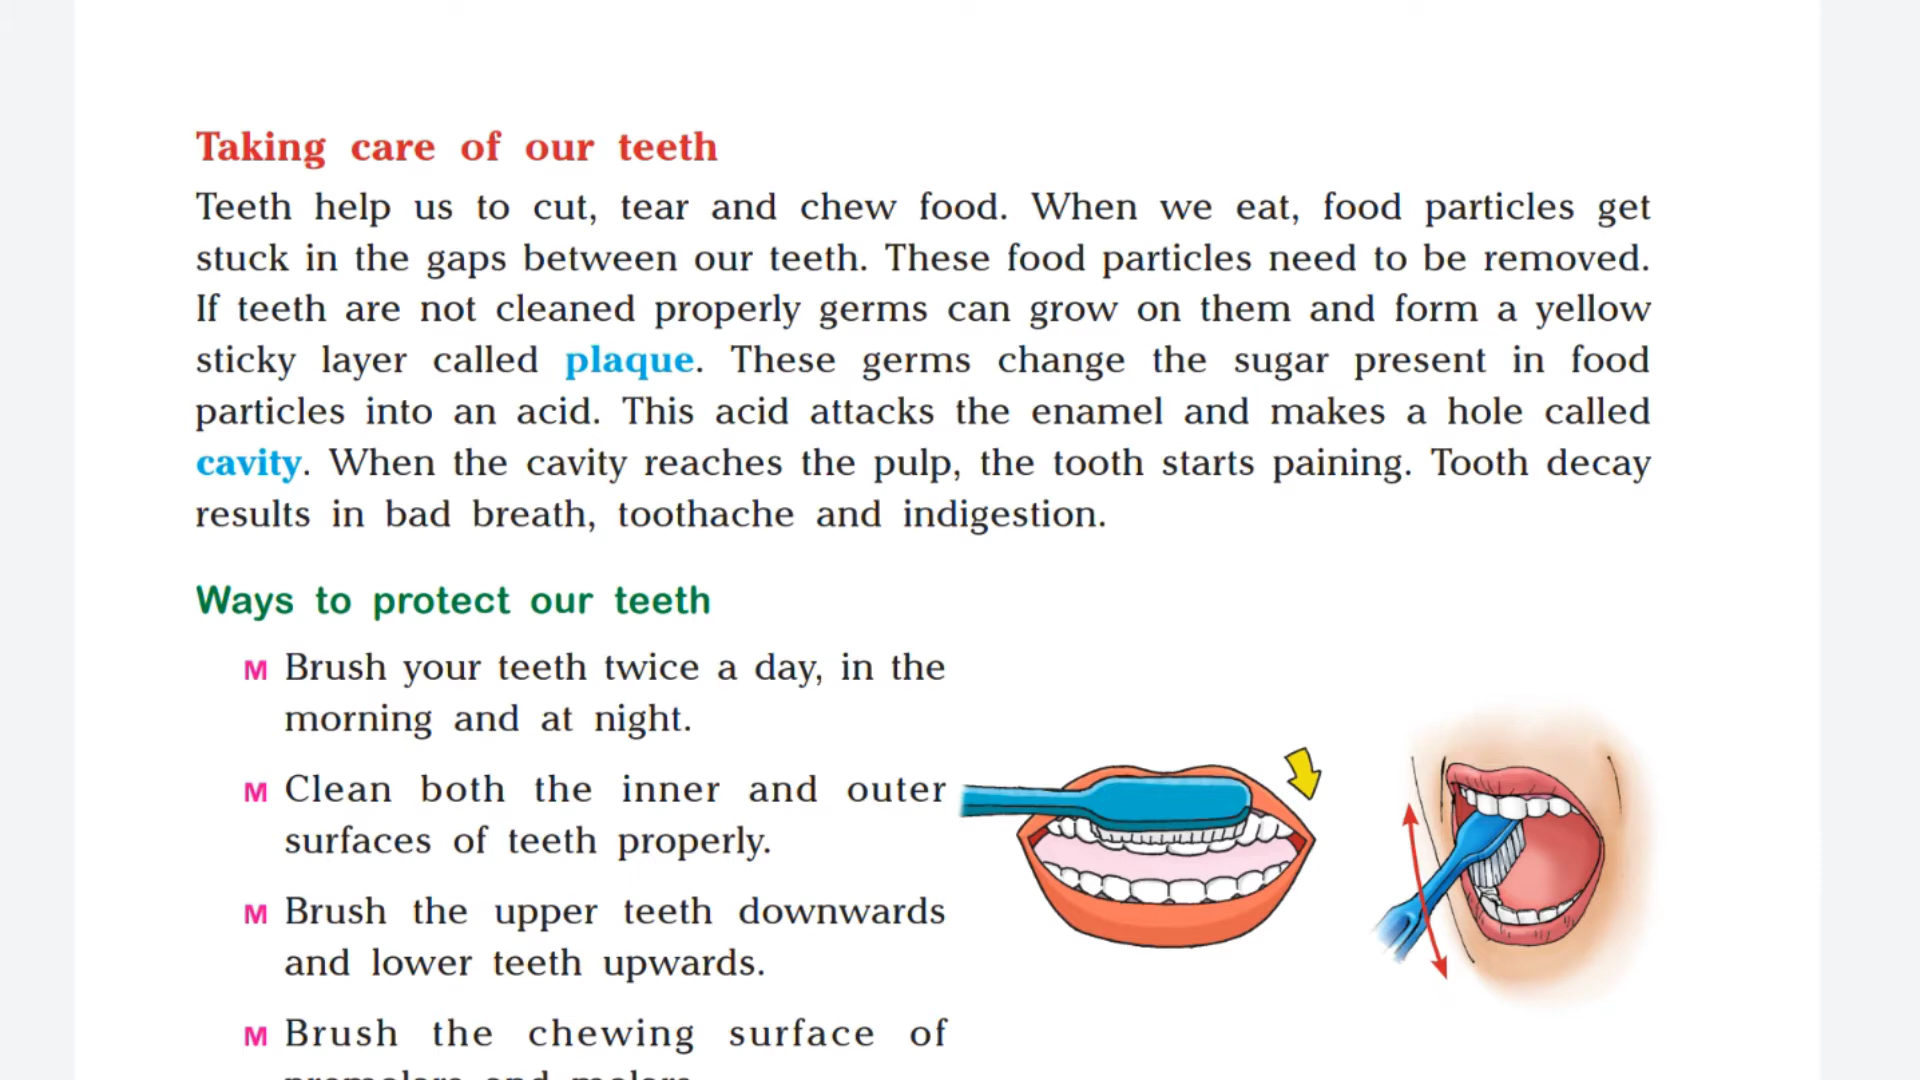 Taking care of our teeth
Teeth help us to cut, tear and chew food. When we eat, food particles get
stuck in the gaps between our teeth. These food particles need to be removed.
If teeth are not cleaned properly germs can grow on them and form a yellow
sticky layer called plaque. These germs change the sugar present in food
particles into an acid. This acid attacks the enamel and makes a hole called
cavity. When the cavity reaches the pulp, the tooth starts paining. Tooth decay
results in bad breath, toothache and indigestion.
Ways to protect our teeth
M Brush your teeth twice a day, in the
morning and at night.
M Clean both the inner and outer
surfaces of teeth properly.
M Brush the upper teeth downwards
and lower teeth upwards.
M Brush the chewing surface of
premolars and molars.